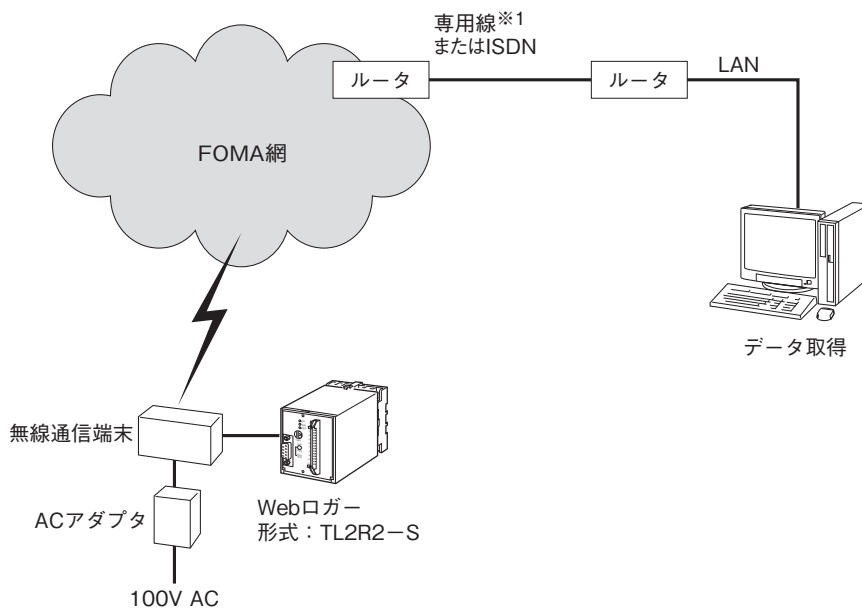 専用線※1
またはISDN
ルータ
ルータ
LAN
FOMA網
データ取得
無線通信端末
Webロガー
形式：TL2R2－S
ACアダプタ
100V AC